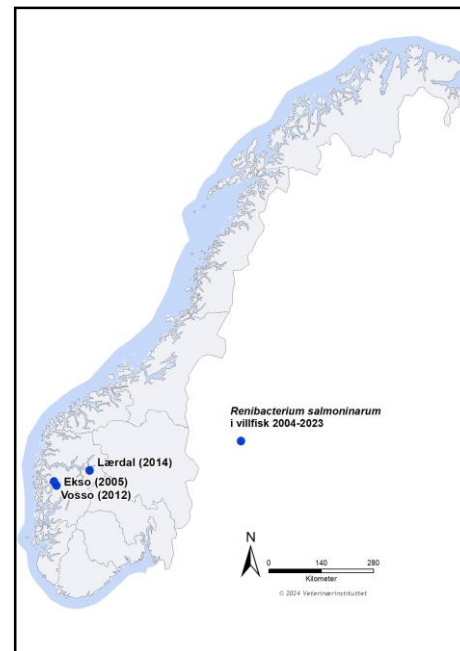 Renibacterium salmoninarum
i villfisk 2004-2023
Lærdal (2014)
Ekso (2005)
Vosso (2012)
N
0 140 280
Kilometer
© 2024 Veterinærinstituttet